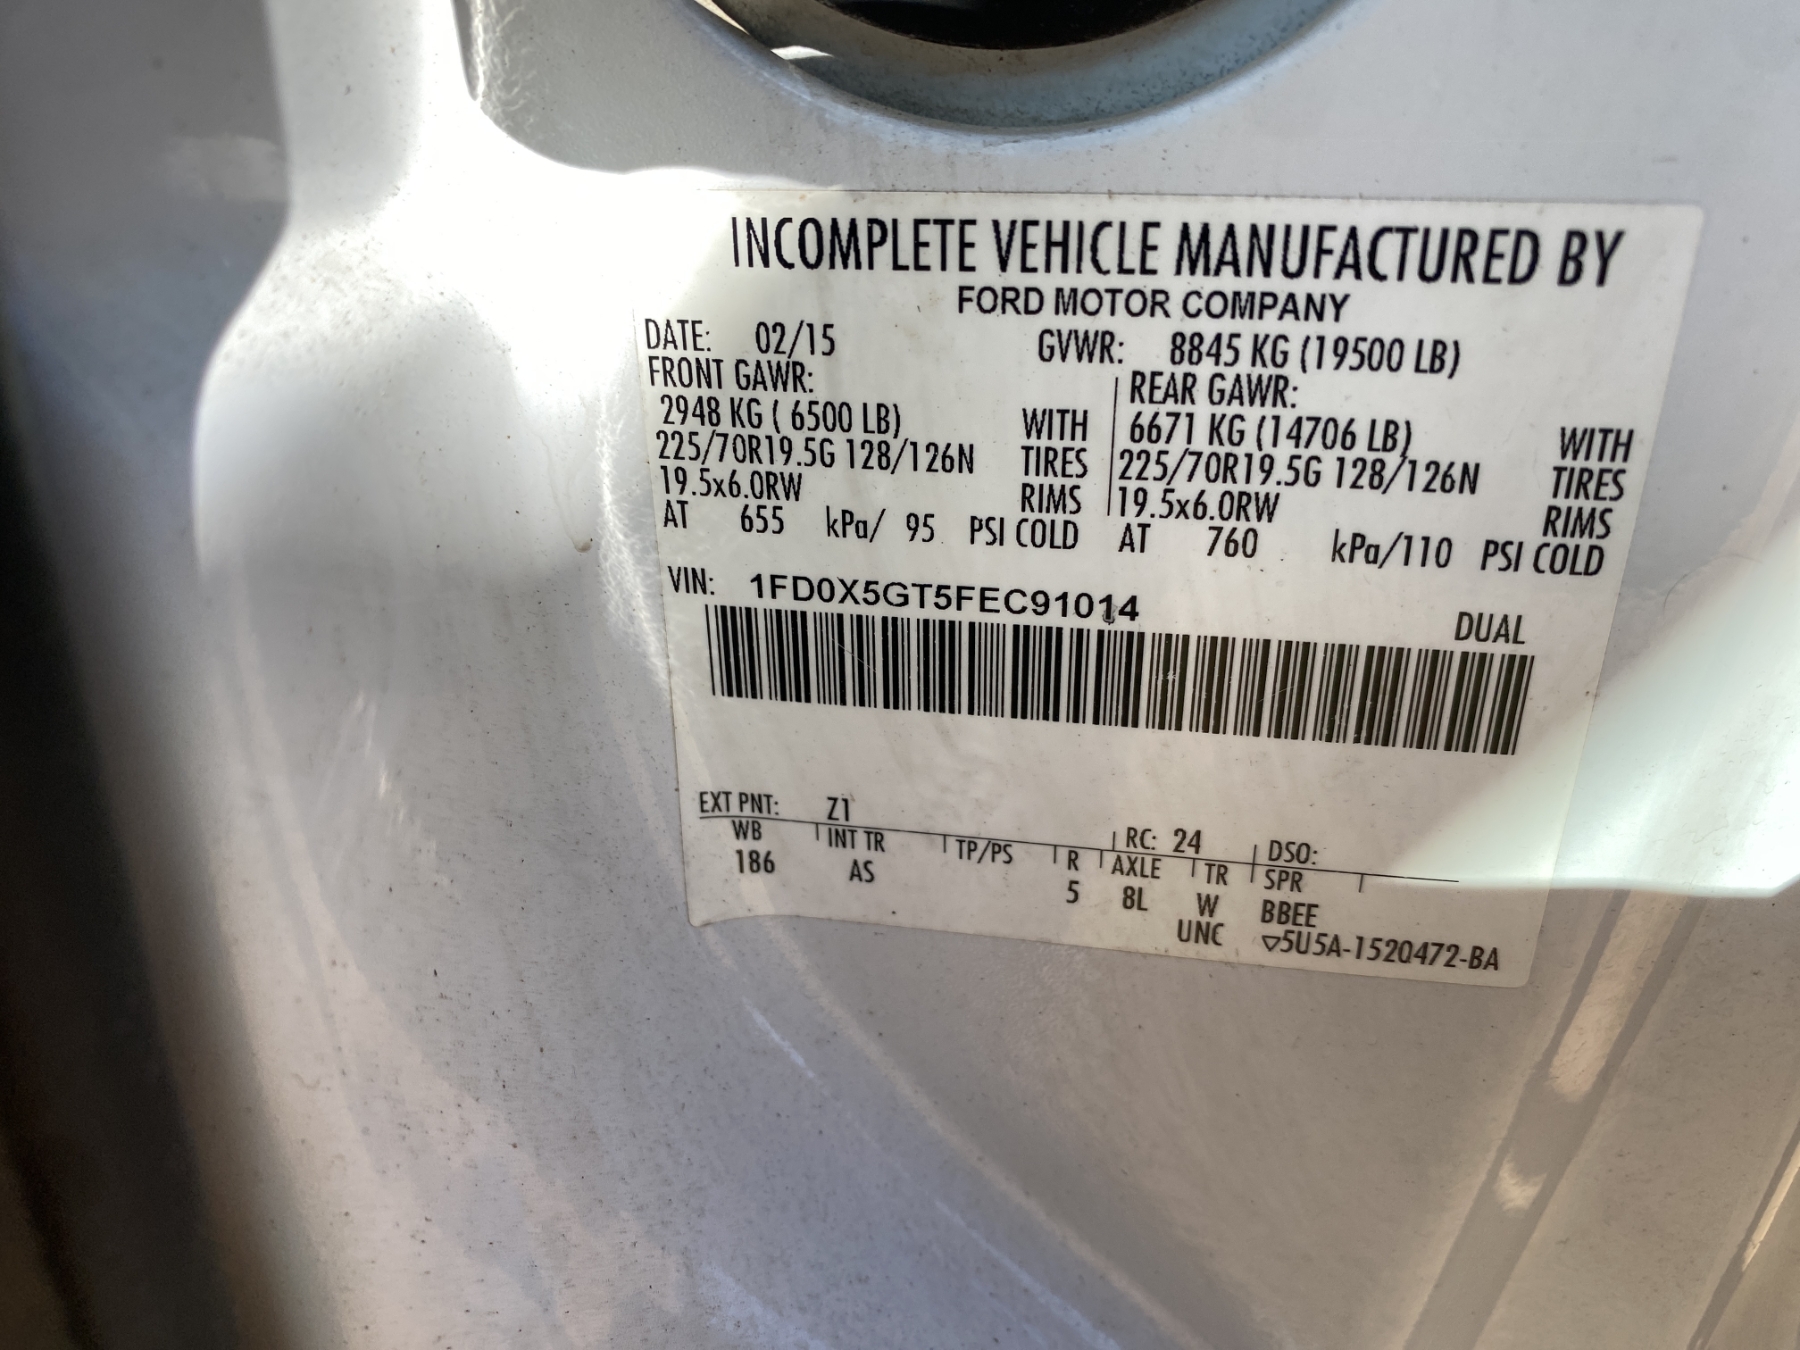 INCOMPLETE VEHICLE MANUFACTURED BY
FORD MOTOR COMPANY
DATE: 02/15 GVWR: 8845 KG (19500 LB)
FRONT GAWR: REAR GAWR:
2948 KG ( 6500 LB) WITH 6671 KG (14706 LB) WITH
225/70R19.5G 128/126N TIRES 225/70R19.5G 128/126N TIRES
19.5x6.0RW RIMS 19.5x6.0RW RIMS
AT 655 kPa/ 95 PSI COLD AT 760 kPa/110 PSI COLD
VIN: 1FD0X5GT5FEC91014
DUAL
EXT PNT: Z1 RC: 24 DSO:
WB INT TR TP/PS R AXLE TR SPR
186 AS 5 8L W BBEE
UNC ▽5U5A-1520472-BA